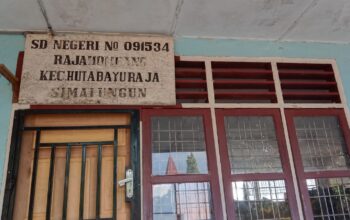 SD NEGERI No 091534
KEC.HUTABAYURAJA
SIMALUNGUN